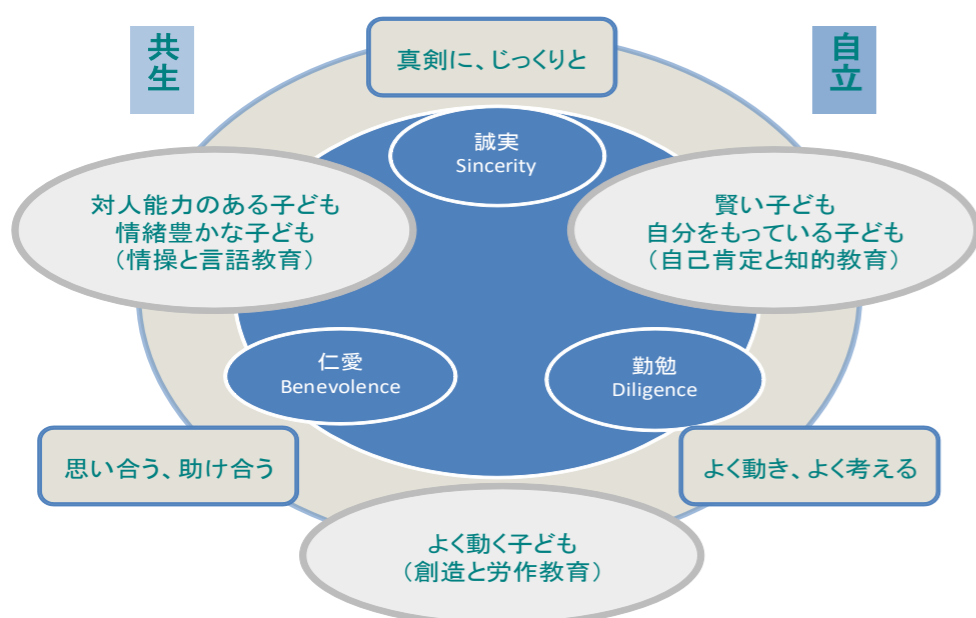 共生
自立
真剣に、じっくりと
誠実
Sincerity
対人能力のある子ども
情緒豊かな子ども
（情操と言語教育）
賢い子ども
自分をもっている子ども
（自己肯定と知的教育）
仁愛
Benevolence
勤勉
Diligence
思い合う、助け合う
よく動き、よく考える
よく動く子ども
（創造と労作教育）